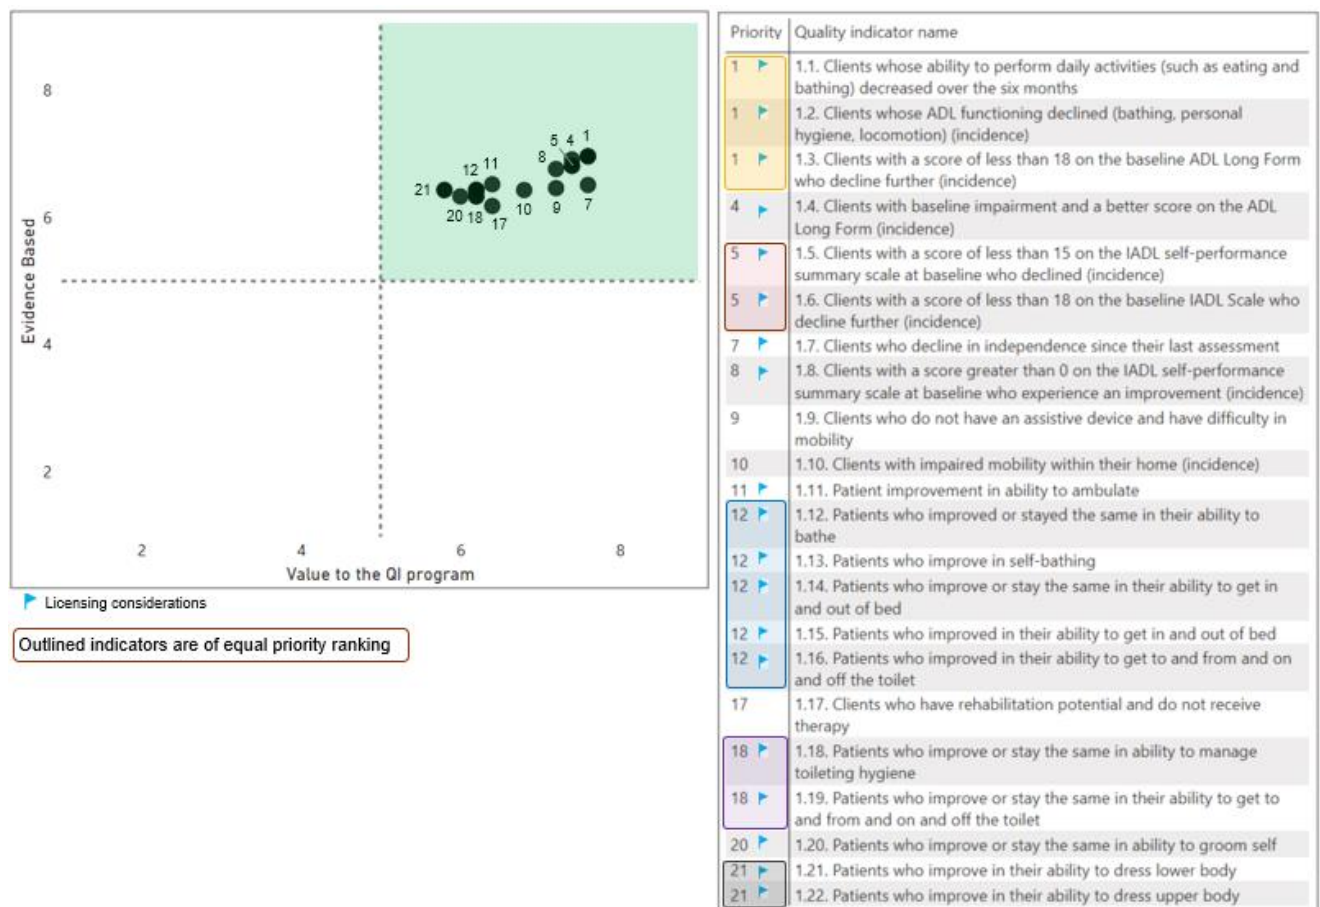 8
6
4
2
Evidence Based
5 4 1
8
12 11
21
20 18 17
10 9 7
2 4 6 8
Value to the QI program
Licensing considerations
Outlined indicators are of equal priority ranking
Priority Quality indicator name
1 1.1. Clients whose ability to perform daily activities (such as eating and
bathing) decreased over the six months
1 1.2. Clients whose ADL functioning declined (bathing, personal
hygiene, locomotion) (incidence)
1 1.3. Clients with a score of less than 18 on the baseline ADL Long Form
who decline further (incidence)
4 1.4. Clients with baseline impairment and a better score on the ADL
Long Form (incidence)
5 1.5. Clients with a score of less than 15 on the IADL self-performance
summary scale at baseline who declined (incidence)
5 1.6. Clients with a score of less than 18 on the baseline IADL Scale who
decline further (incidence)
7 1.7. Clients who decline in independence since their last assessment
8 1.8. Clients with a score greater than 0 on the IADL self-performance
summary scale at baseline who experience an improvement (incidence)
9 1.9. Clients who do not have an assistive device and have difficulty in
mobility
10 1.10. Clients with impaired mobility within their home (incidence)
11 1.11. Patient improvement in ability to ambulate
12 1.12. Patients who improved or stayed the same in their ability to
bathe
12 1.13. Patients who improve in self-bathing
12 1.14. Patients who improve or stay the same in their ability to get in
and out of bed
12 1.15. Patients who improved in their ability to get in and out of bed
12 1.16. Patients who improved in their ability to get to and from and on
and off the toilet
17 1.17. Clients who have rehabilitation potential and do not receive
therapy
18 1.18. Patients who improve or stay the same in ability to manage
toileting hygiene
18 1.19. Patients who improve or stay the same in their ability to get to
and from and on and off the toilet
20 1.20. Patients who improve or stay the same in ability to groom self
21 1.21. Patients who improve in their ability to dress lower body
21 1.22. Patients who improve in their ability to dress upper body